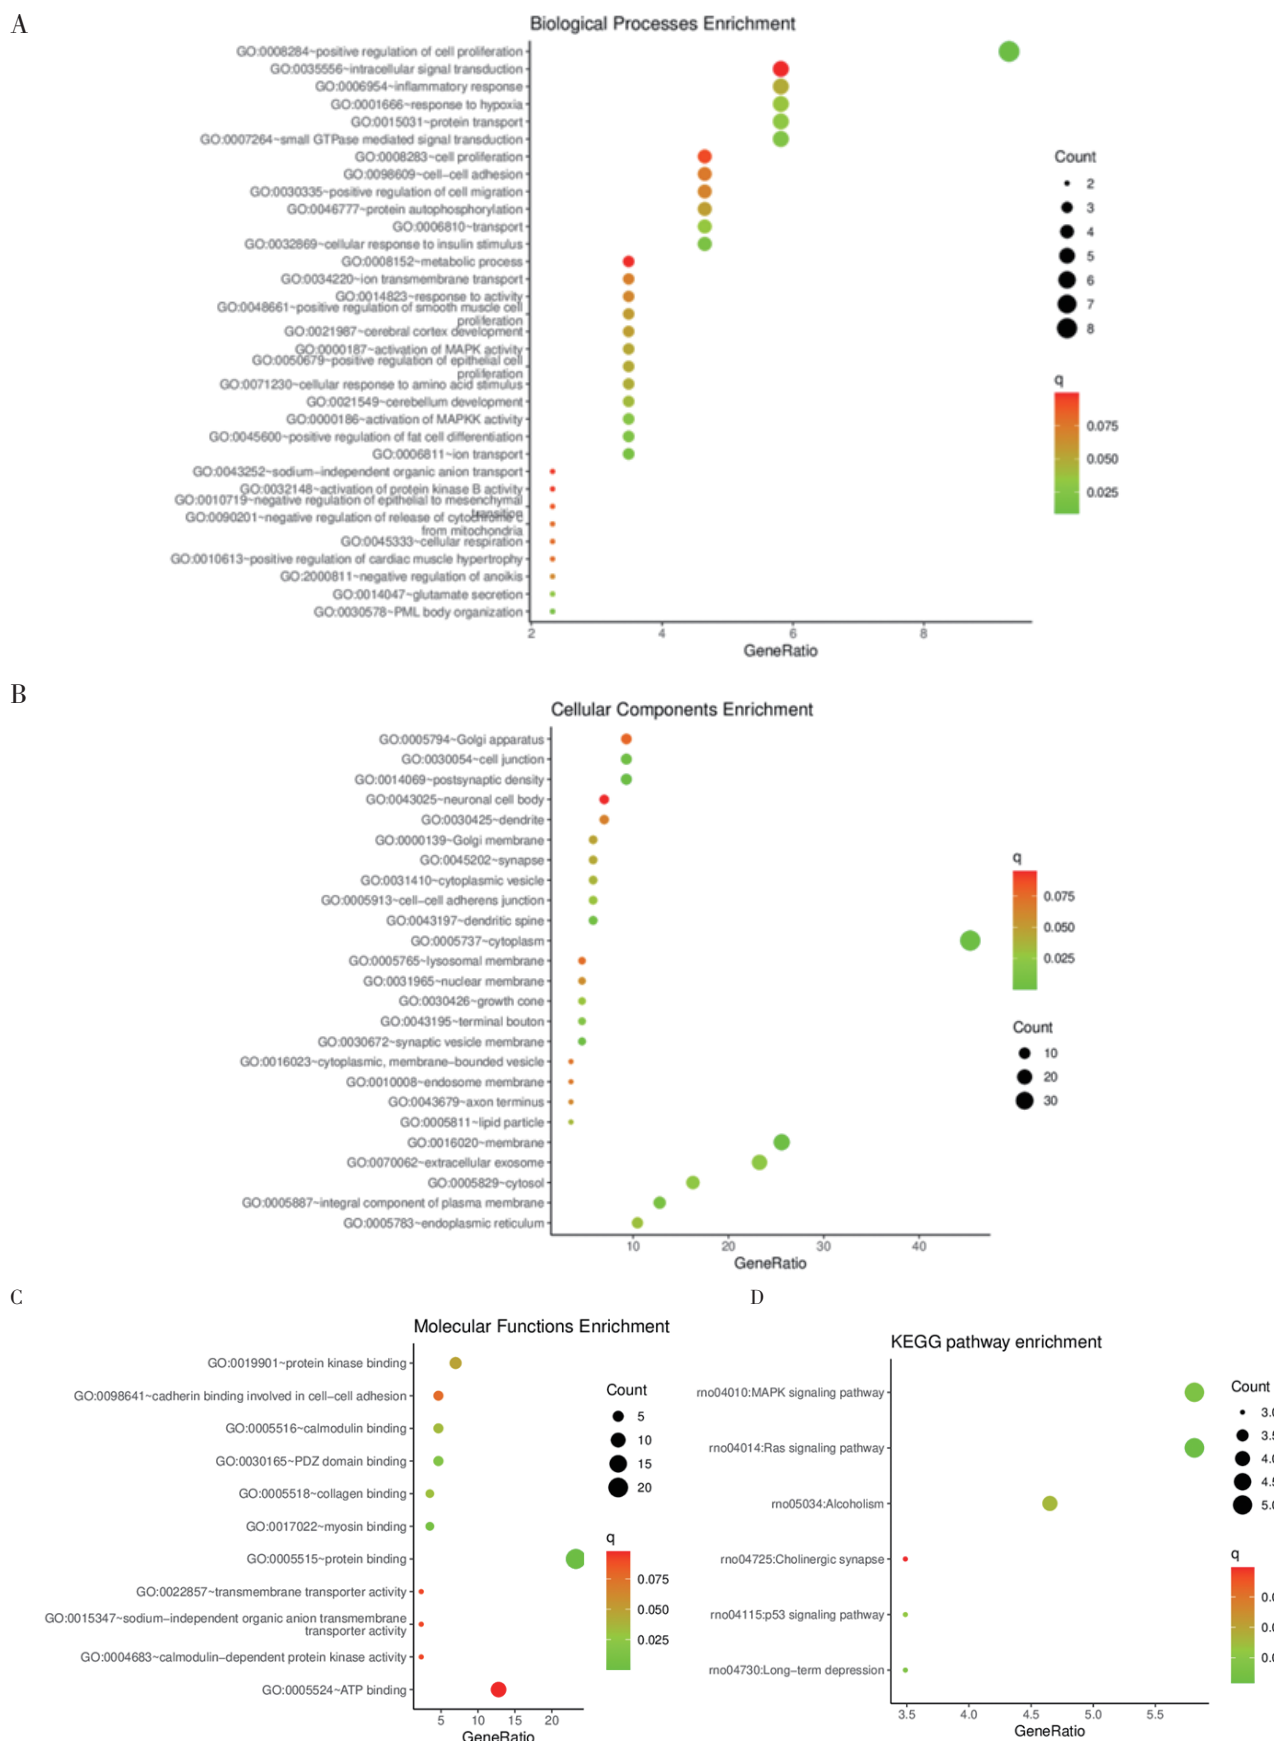 A
Biological Processes Enrichment
GO:0008284~positive regulation of cell proliferation
GO:0035556~intracellular signal transduction
GO:0006954~inflammatory response
GO:0001666~response to hypoxia
GO:0015031~protein transport
GO:0007264~small GTPase mediated signal transduction
GO:0008283~cell proliferation
GO:0098609~cell−cell adhesion
GO:0030335~positive regulation of cell migration
GO:0046777~protein autophosphorylation
GO:0006810~transport
GO:0032869~cellular response to insulin stimulus
GO:0008152~metabolic process
GO:0034220~ion transmembrane transport
GO:0014823~response to activity
GO:0048661~positive regulation of smooth muscle cell
proliferation
GO:0021987~cerebral cortex development
GO:0000187~activation of MAPK activity
GO:0050679~positive regulation of epithelial cell
proliferation
GO:0071230~cellular response to amino acid stimulus
GO:0021549~cerebellum development
GO:0000186~activation of MAPKK activity
GO:0045600~positive regulation of fat cell differentiation
GO:0006811~ion transport
GO:0043252~sodium−independent organic anion transport
GO:0032148~activation of protein kinase B activity
GO:0010719~negative regulation of epithelial to mesenchymal
transition
GO:0090201~negative regulation of release of cytochrome c
from mitochondria
GO:0045333~cellular respiration
GO:0010613~positive regulation of cardiac muscle hypertrophy
GO:2000811~negative regulation of anoikis
GO:0014047~glutamate secretion
GO:0030578~PML body organization
2 4 6 8
GeneRatio
Count
2
3
4
5
6
7
8
q
0.075
0.050
0.025
B
Cellular Components Enrichment
GO:0005794~Golgi apparatus
GO:0030054~cell junction
GO:0014069~postsynaptic density
GO:0043025~neuronal cell body
GO:0030425~dendrite
GO:0000139~Golgi membrane
GO:0045202~synapse
GO:0031410~cytoplasmic vesicle
GO:0005913~cell−cell adherens junction
GO:0043197~dendritic spine
GO:0005737~cytoplasm
GO:0005765~lysosomal membrane
GO:0031965~nuclear membrane
GO:0030426~growth cone
GO:0043195~terminal bouton
GO:0030672~synaptic vesicle membrane
GO:0016023~cytoplasmic, membrane−bounded vesicle
GO:0010008~endosome membrane
GO:0043679~axon terminus
GO:0005811~lipid particle
GO:0016020~membrane
GO:0070062~extracellular exosome
GO:0005829~cytosol
GO:0005887~integral component of plasma membrane
GO:0005783~endoplasmic reticulum
10 20 30 40
GeneRatio
q
0.075
0.050
0.025
Count
10
20
30
C
Molecular Functions Enrichment
GO:0019901~protein kinase binding
GO:0098641~cadherin binding involved in cell−cell adhesion
GO:0005516~calmodulin binding
GO:0030165~PDZ domain binding
GO:0005518~collagen binding
GO:0017022~myosin binding
GO:0005515~protein binding
GO:0022857~transmembrane transporter activity
GO:0015347~sodium−independent organic anion transmembrane
transporter activity
GO:0004683~calmodulin−dependent protein kinase activity
GO:0005524~ATP binding
5 10 15 20
GeneRatio
Count
5
10
15
20
q
0.075
0.050
0.025
D
KEGG pathway enrichment
rno04010:MAPK signaling pathway
rno04014:Ras signaling pathway
rno05034:Alcoholism
rno04725:Cholinergic synapse
rno04115:p53 signaling pathway
rno04730:Long−term depression
3.5 4.0 4.5 5.0 5.5
GeneRatio
Count
3.0
3.5
4.0
4.5
5.0
q
0.0
0.0
0.0